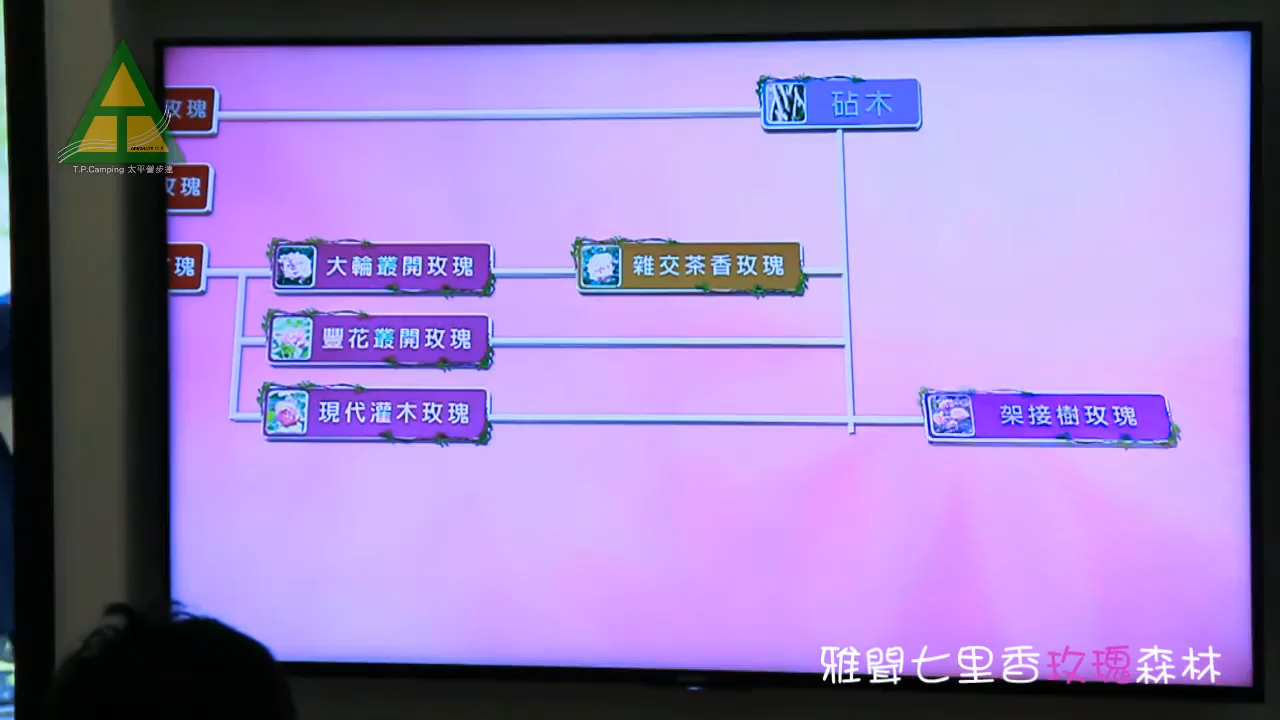 玫瑰
砧木
T.P.Camping 太平營步道
玫瑰
瑰
大輪叢開玫瑰
雜交茶香玫瑰
豐花叢開玫瑰
現代灌木玫瑰
架接樹玫瑰
雅聞七里香玫瑰森林